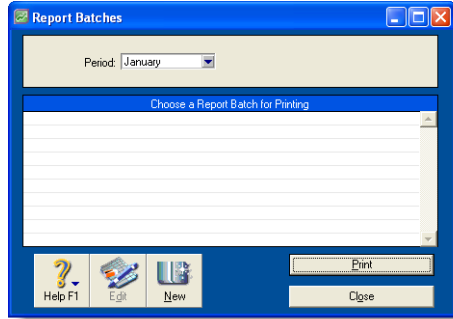 Report Batches
Period: January
Choose a Report Batch for Printing
Print
Help F1 Edit New
Close